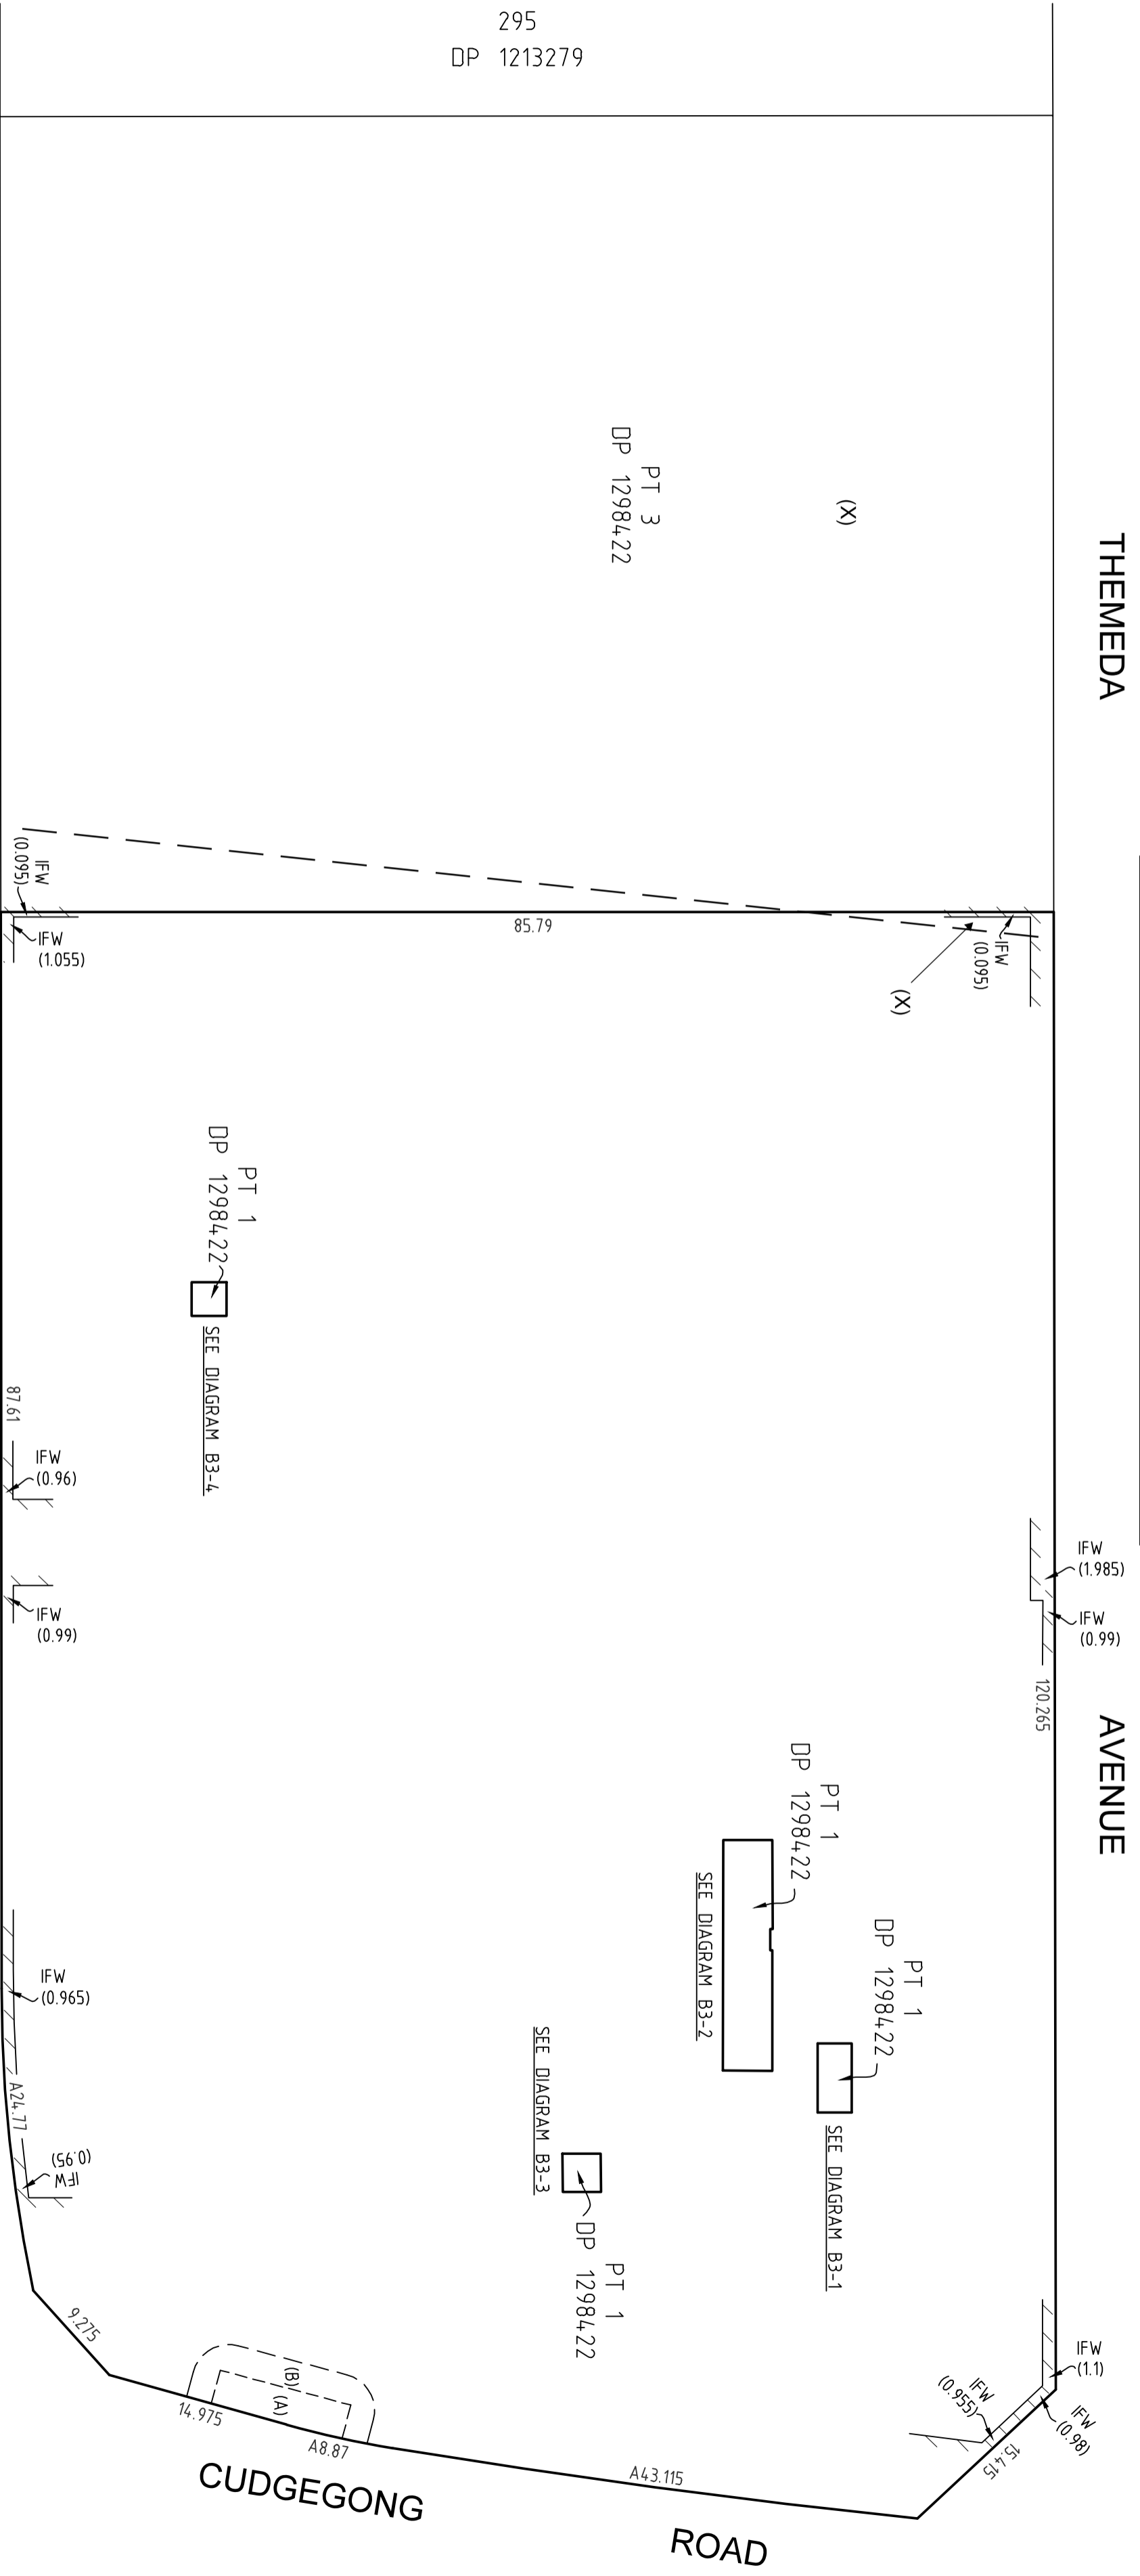 295
DP 1213279
THEMEDA
AVENUE
(X)
PT 3
DP 1298422
IFW
(0.095)
IFW
(1.055)
85.79
IFW
(0.095)
(X)
PT 1
DP 1298422
SEE DIAGRAM B3-4
87.61
IFW
(0.96)
IFW
(0.99)
IFW
(1.985)
IFW
(0.99)
120.265
PT 1
DP 1298422
SEE DIAGRAM B3-2
PT 1
DP 1298422
SEE DIAGRAM B3-1
IFW
(0.965)
A24.77
IFW
(0.95)
SEE DIAGRAM B3-3
PT 1
DP 1298422
9.275
(B)
(A)
14.975
A8.87
A43.115
IFW
(1.1)
IFW
(0.98)
IFW
(0.955)
15.415
CUDGEGONG
ROAD